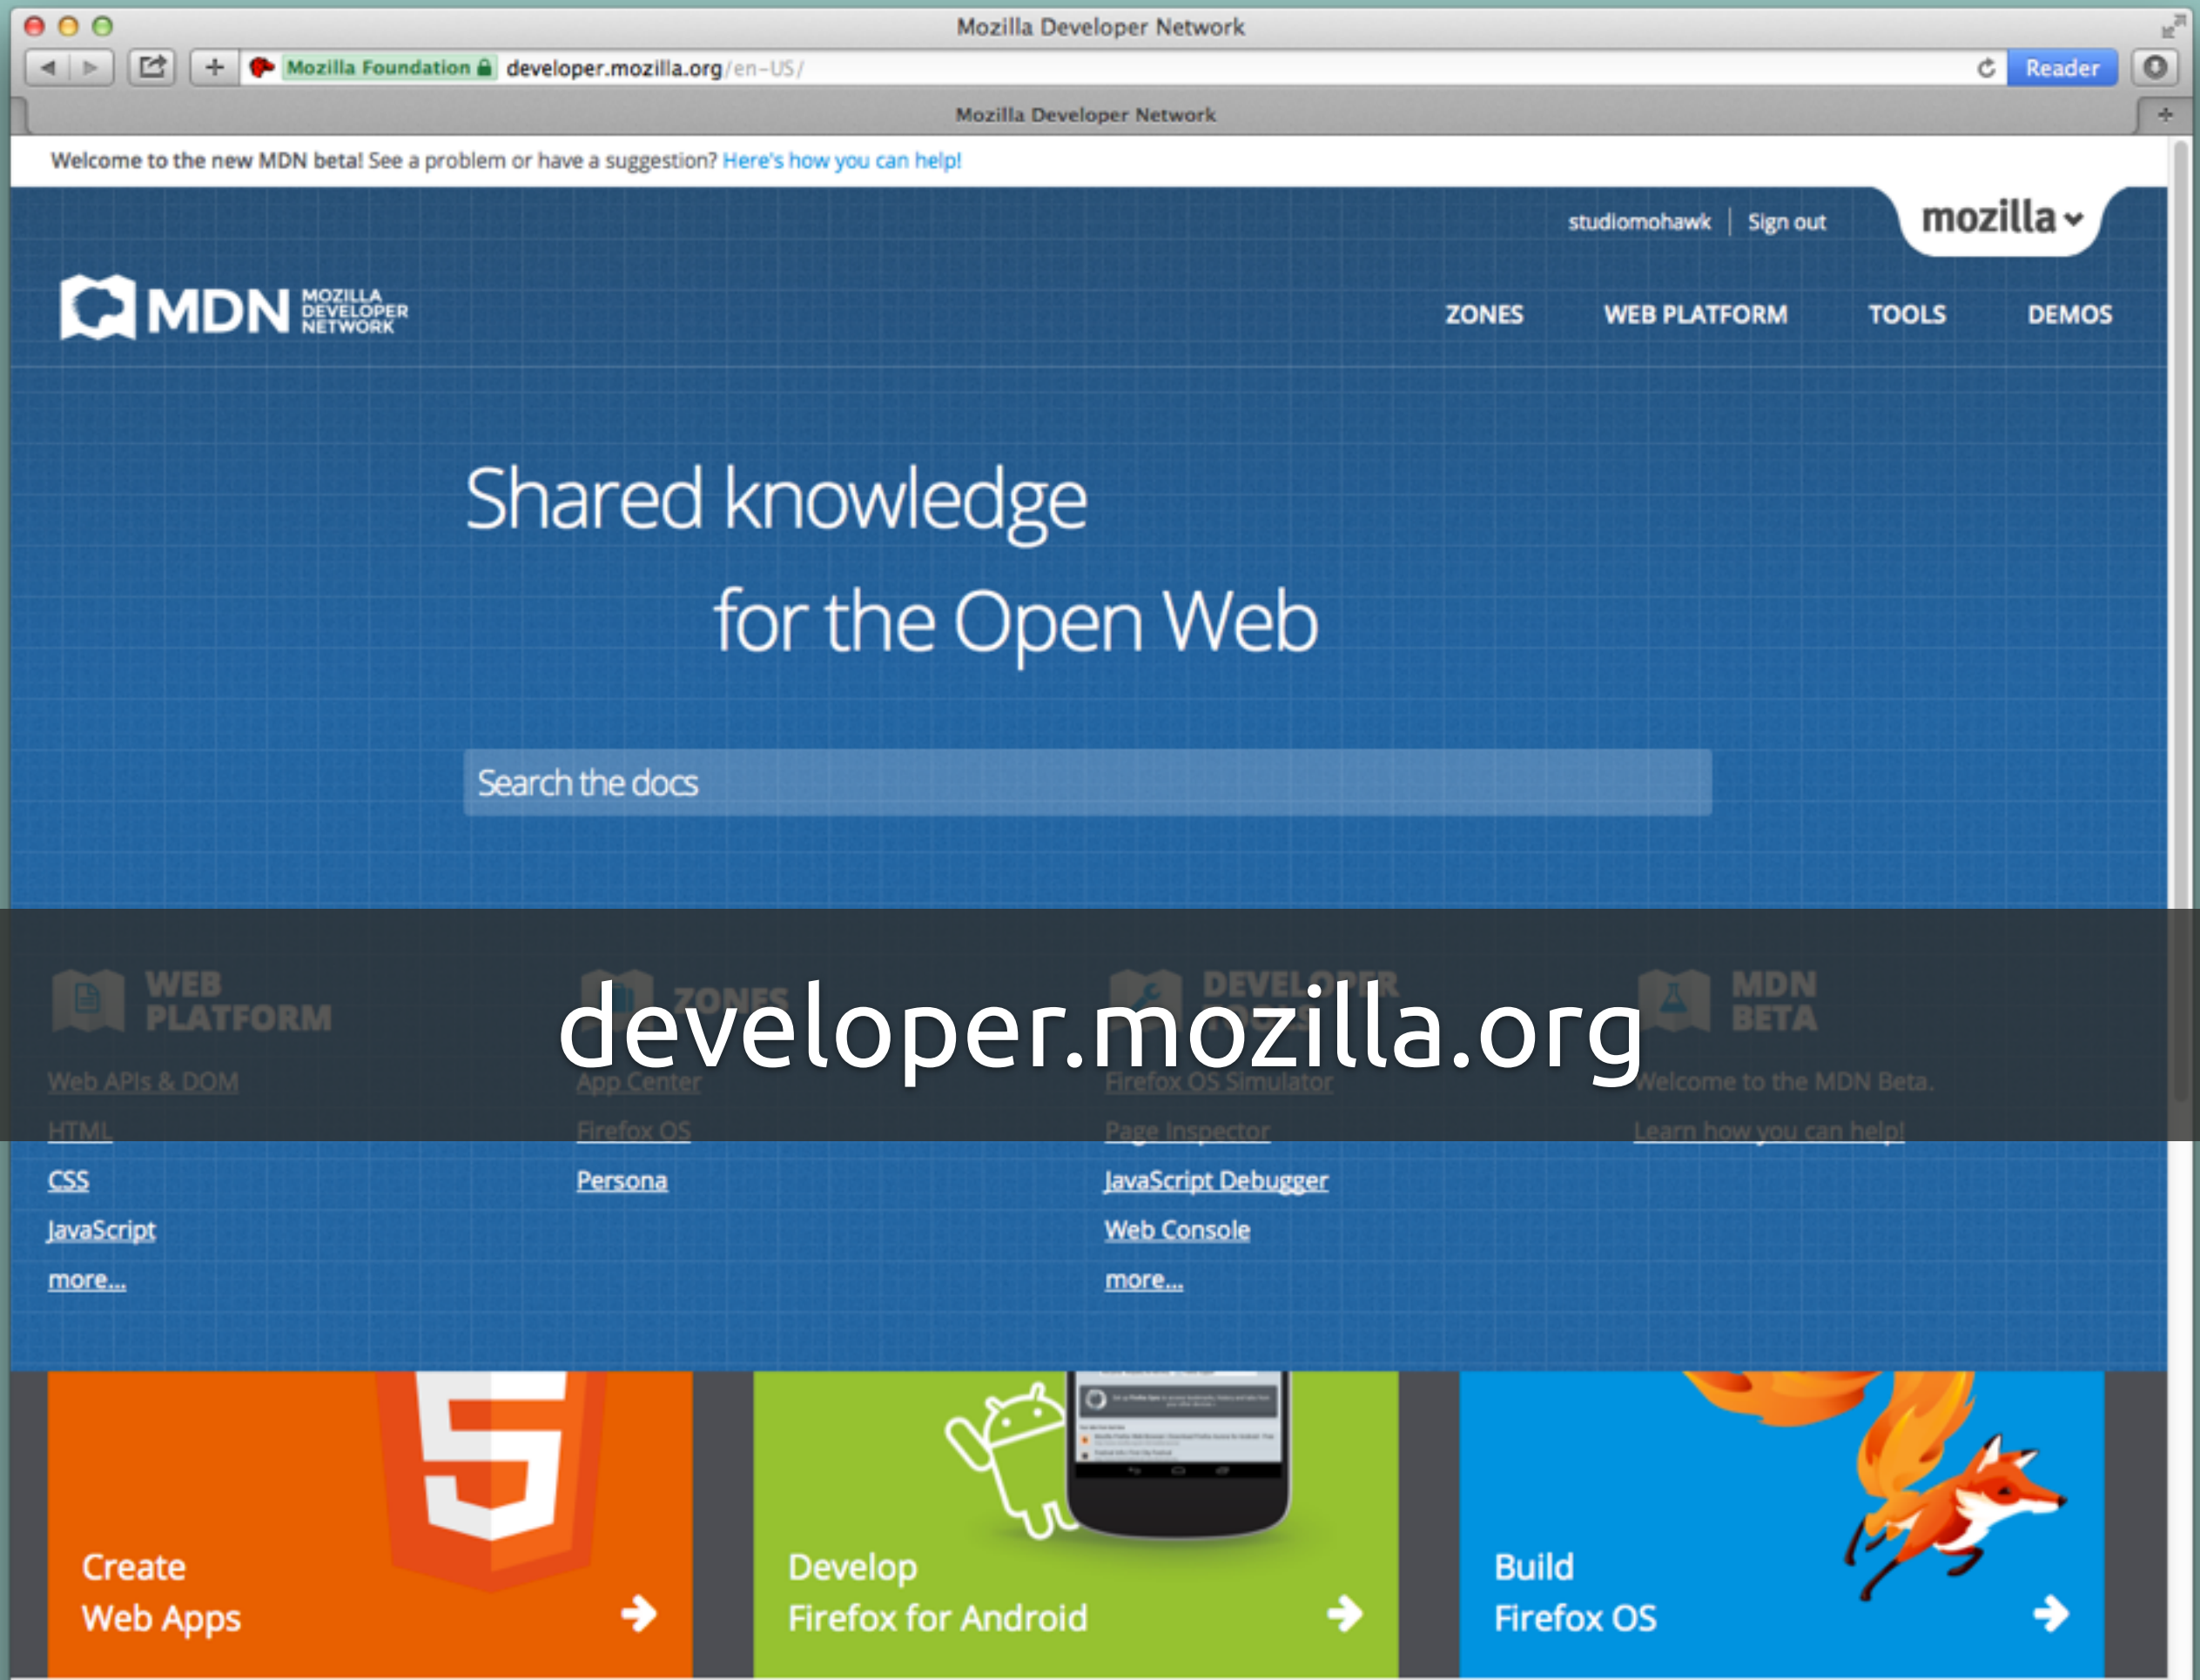 Mozilla Developer Network
Mozilla Foundation developer.mozilla.org/en-US/ Reader
Mozilla Developer Network
Welcome to the new MDN beta! See a problem or have a suggestion? Here's how you can help!
studiomohawk Sign out mozilla
MDN MOZILLA DEVELOPER NETWORK
ZONES WEB PLATFORM TOOLS DEMOS
Shared knowledge
for the Open Web
Search the docs
WEB PLATFORM
ZONES
DEVELOPER
MDN BETA
developer.mozilla.org
Web APIs & DOM
App Center
Firefox OS Simulator
Welcome to the MDN Beta.
HTML
Firefox OS
Page Inspector
Learn how you can help!
CSS
Persona
JavaScript Debugger
JavaScript
Web Console
more...
more...
Create
Web Apps
Develop
Firefox for Android
Build
Firefox OS